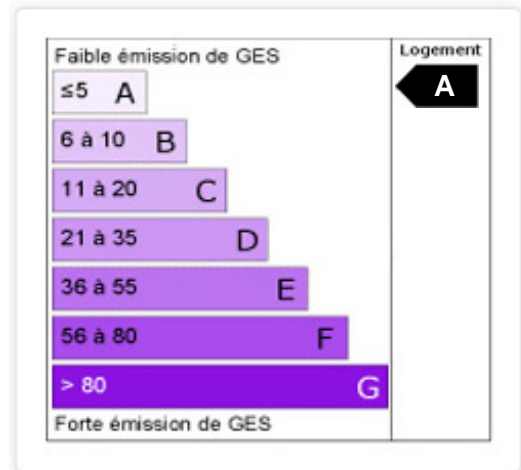 Faible émission de GES
Logement
≤5 A
A
6 à 10 B
11 à 20 C
21 à 35 D
36 à 55 E
56 à 80 F
> 80 G
Forte émission de GES